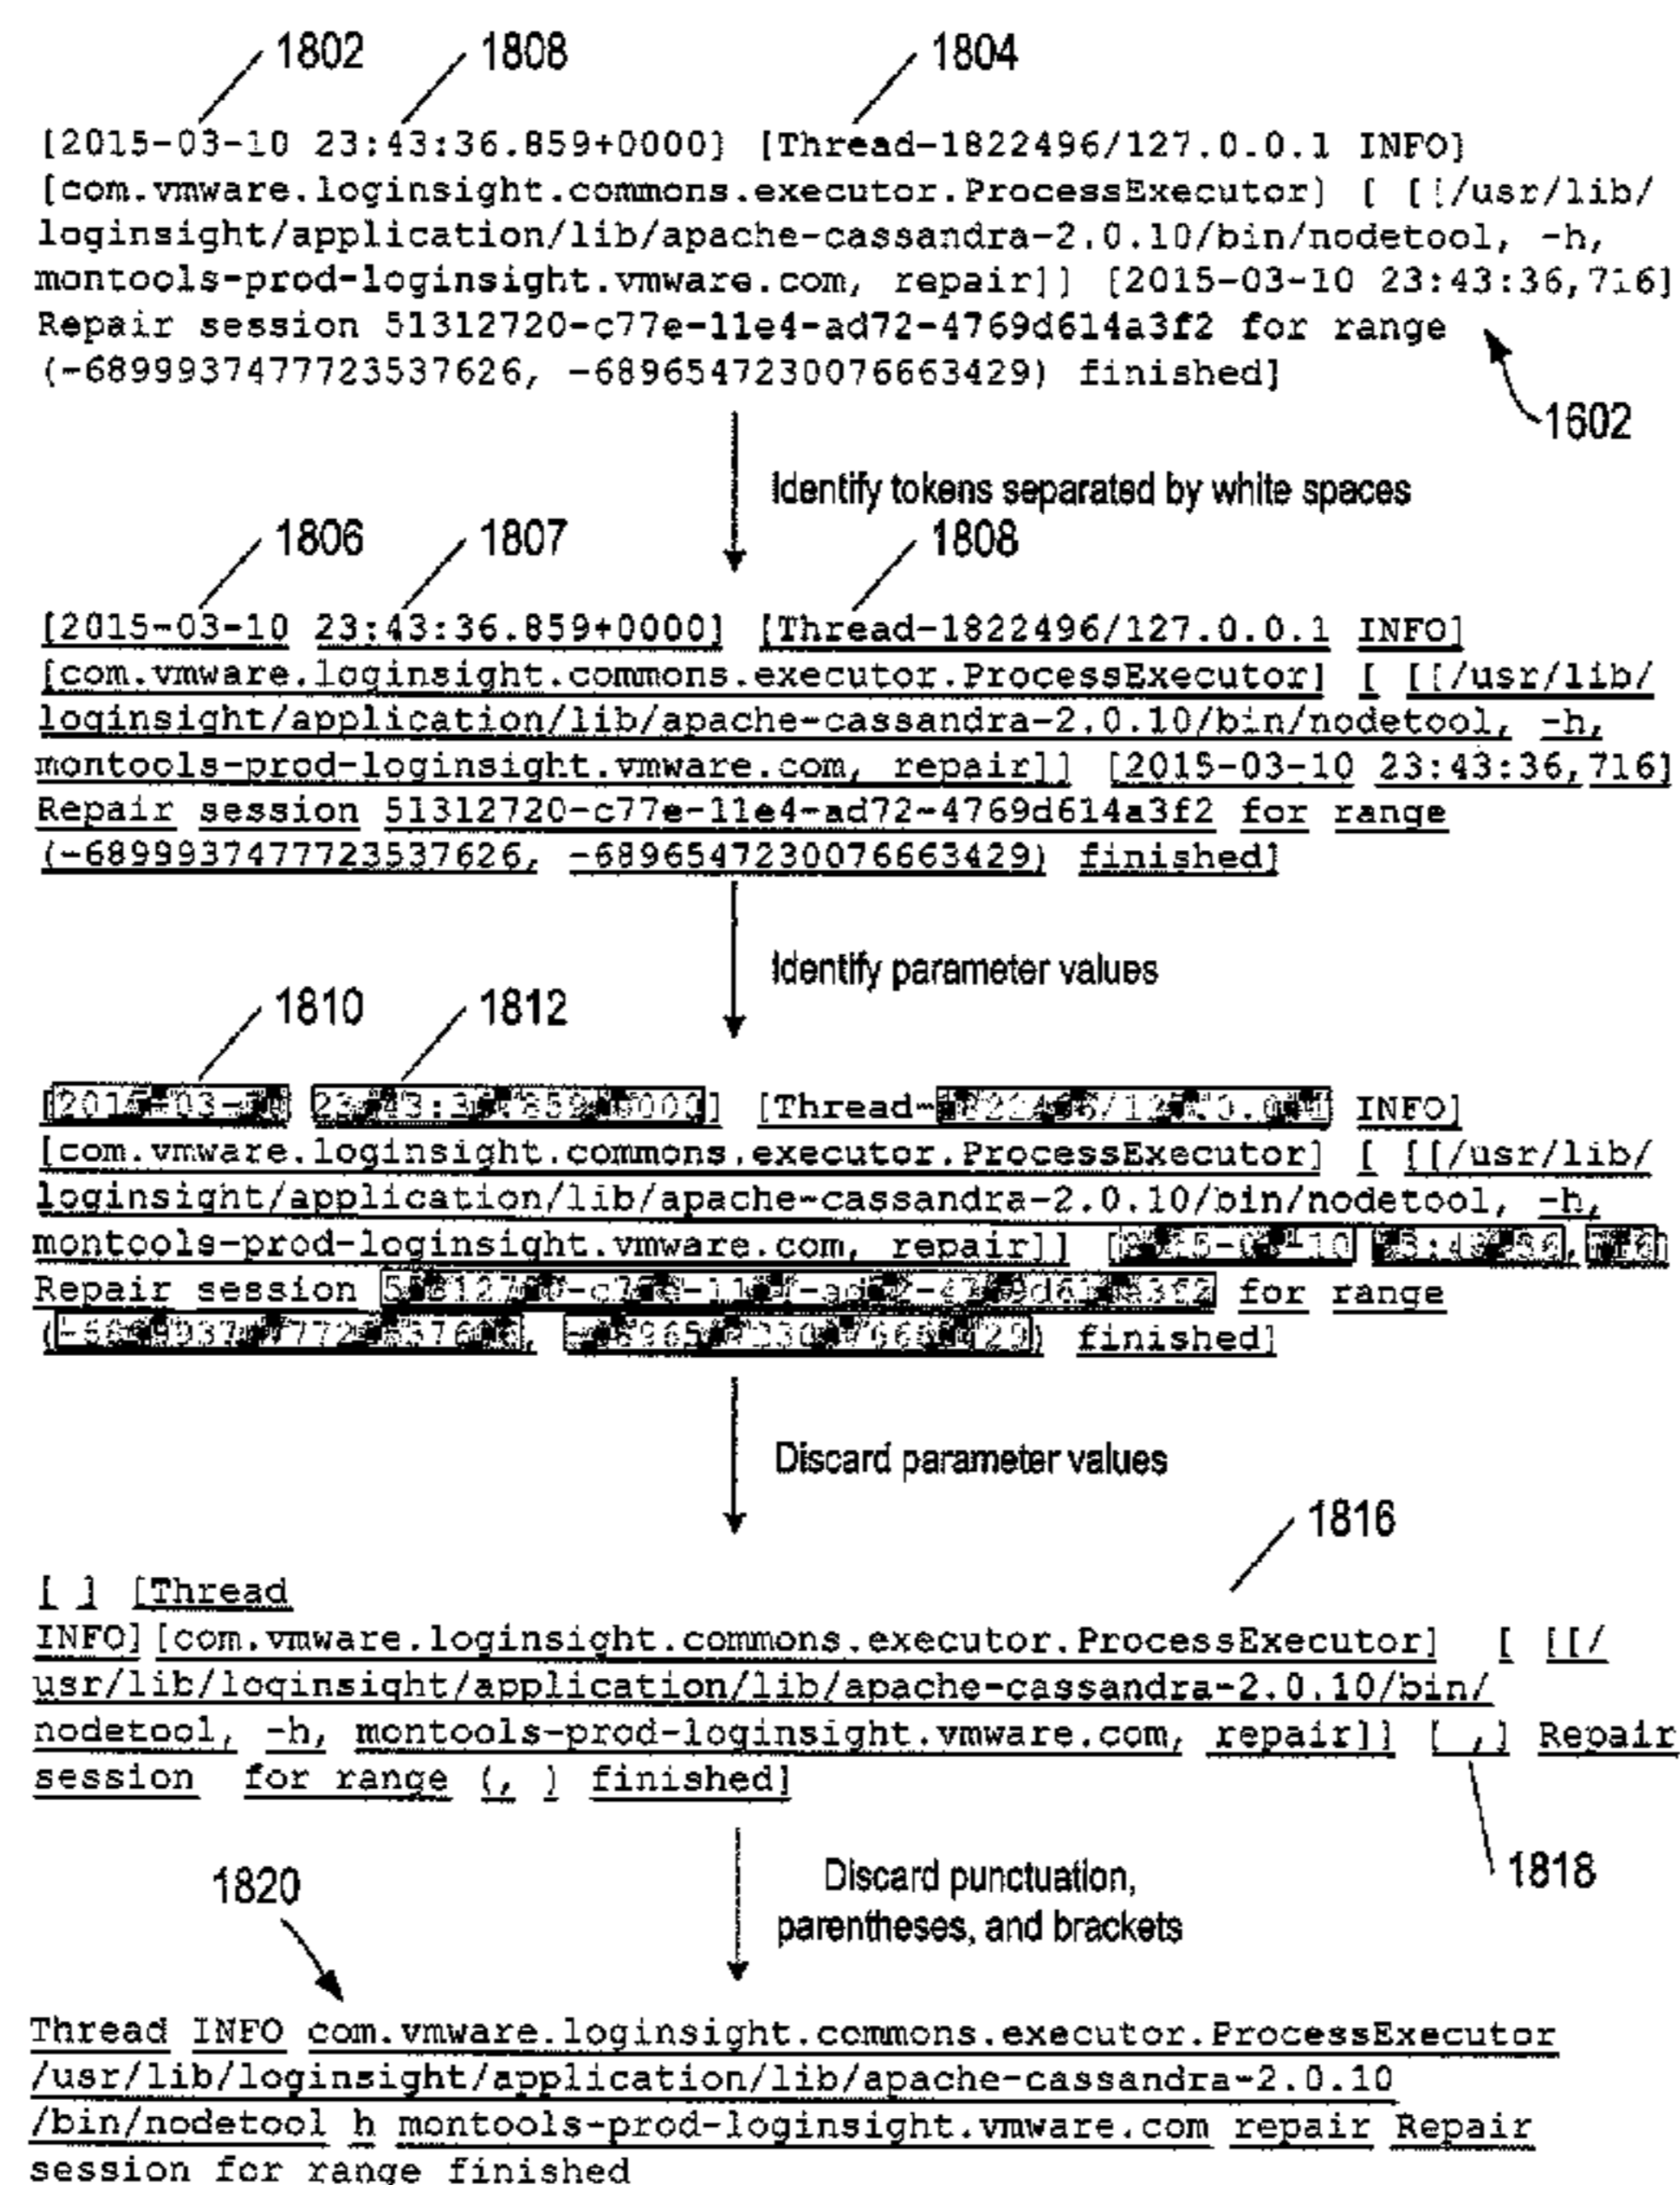 1802 1808 1804
[2015-03-10 23:43:36.859+0000] [Thread-1822496/127.0.0.1 INFO]
[com.vmware.loginsight.commons.executor.ProcessExecutor] [ [[/usr/lib/
loginsight/application/lib/apache-cassandra-2.0.10/bin/nodetool, -h,
montools-prod-loginsight.vmware.com, repair]] [2015-03-10 23:43:36,716]
Repair session 51312720-c77e-11e4-ad72-4769d614a3f2 for range
(-6899937477723537626, -6896547230076663429) finished]
1602
Identify tokens separated by white spaces
1806 1807 1808
[2015-03-10 23:43:36.859+0000] [Thread-1822496/127.0.0.1 INFO]
[com.vmware.loginsight.commons.executor.ProcessExecutor] [ [[/usr/lib/
loginsight/application/lib/apache-cassandra-2.0.10/bin/nodetool, -h,
montools-prod-loginsight.vmware.com, repair]] [2015-03-10 23:43:36,716]
Repair session 51312720-c77e-11e4-ad72-4769d614a3f2 for range
(-6899937477723537626, -6896547230076663429) finished]
Identify parameter values
1810 1812
[Thread- INFO]
[com.vmware.loginsight.commons.executor.ProcessExecutor] [ [[/usr/lib/
loginsight/application/lib/apache-cassandra-2.0.10/bin/nodetool, -h,
montools-prod-loginsight.vmware.com, repair]]
Repair session for range
finished]
Discard parameter values
1816
[ ] [Thread
INFO][com.vmware.loginsight.commons.executor.ProcessExecutor] [ [[/
usr/lib/loginsight/application/lib/apache-cassandra-2.0.10/bin/
nodetool, -h, montools-prod-loginsight.vmware.com, repair]] [ ,] Repair
session for range (, ) finished]
1818
Discard punctuation,
parentheses, and brackets
1820
Thread INFO com.vmware.loginsight.commons.executor.ProcessExecutor
/usr/lib/loginsight/application/lib/apache-cassandra-2.0.10
/bin/nodetool h montools-prod-loginsight.vmware.com repair Repair
session for range finished